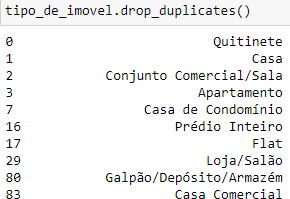 tipo_de_imovel.drop_duplicates()
0 Quitinete
1 Casa
2 Conjunto Comercial/Sala
3 Apartamento
7 Casa de Condomínio
16 Prédio Inteiro
17 Flat
29 Loja/Salão
80 Galpão/Depósito/Armazém
83 Casa Comercial